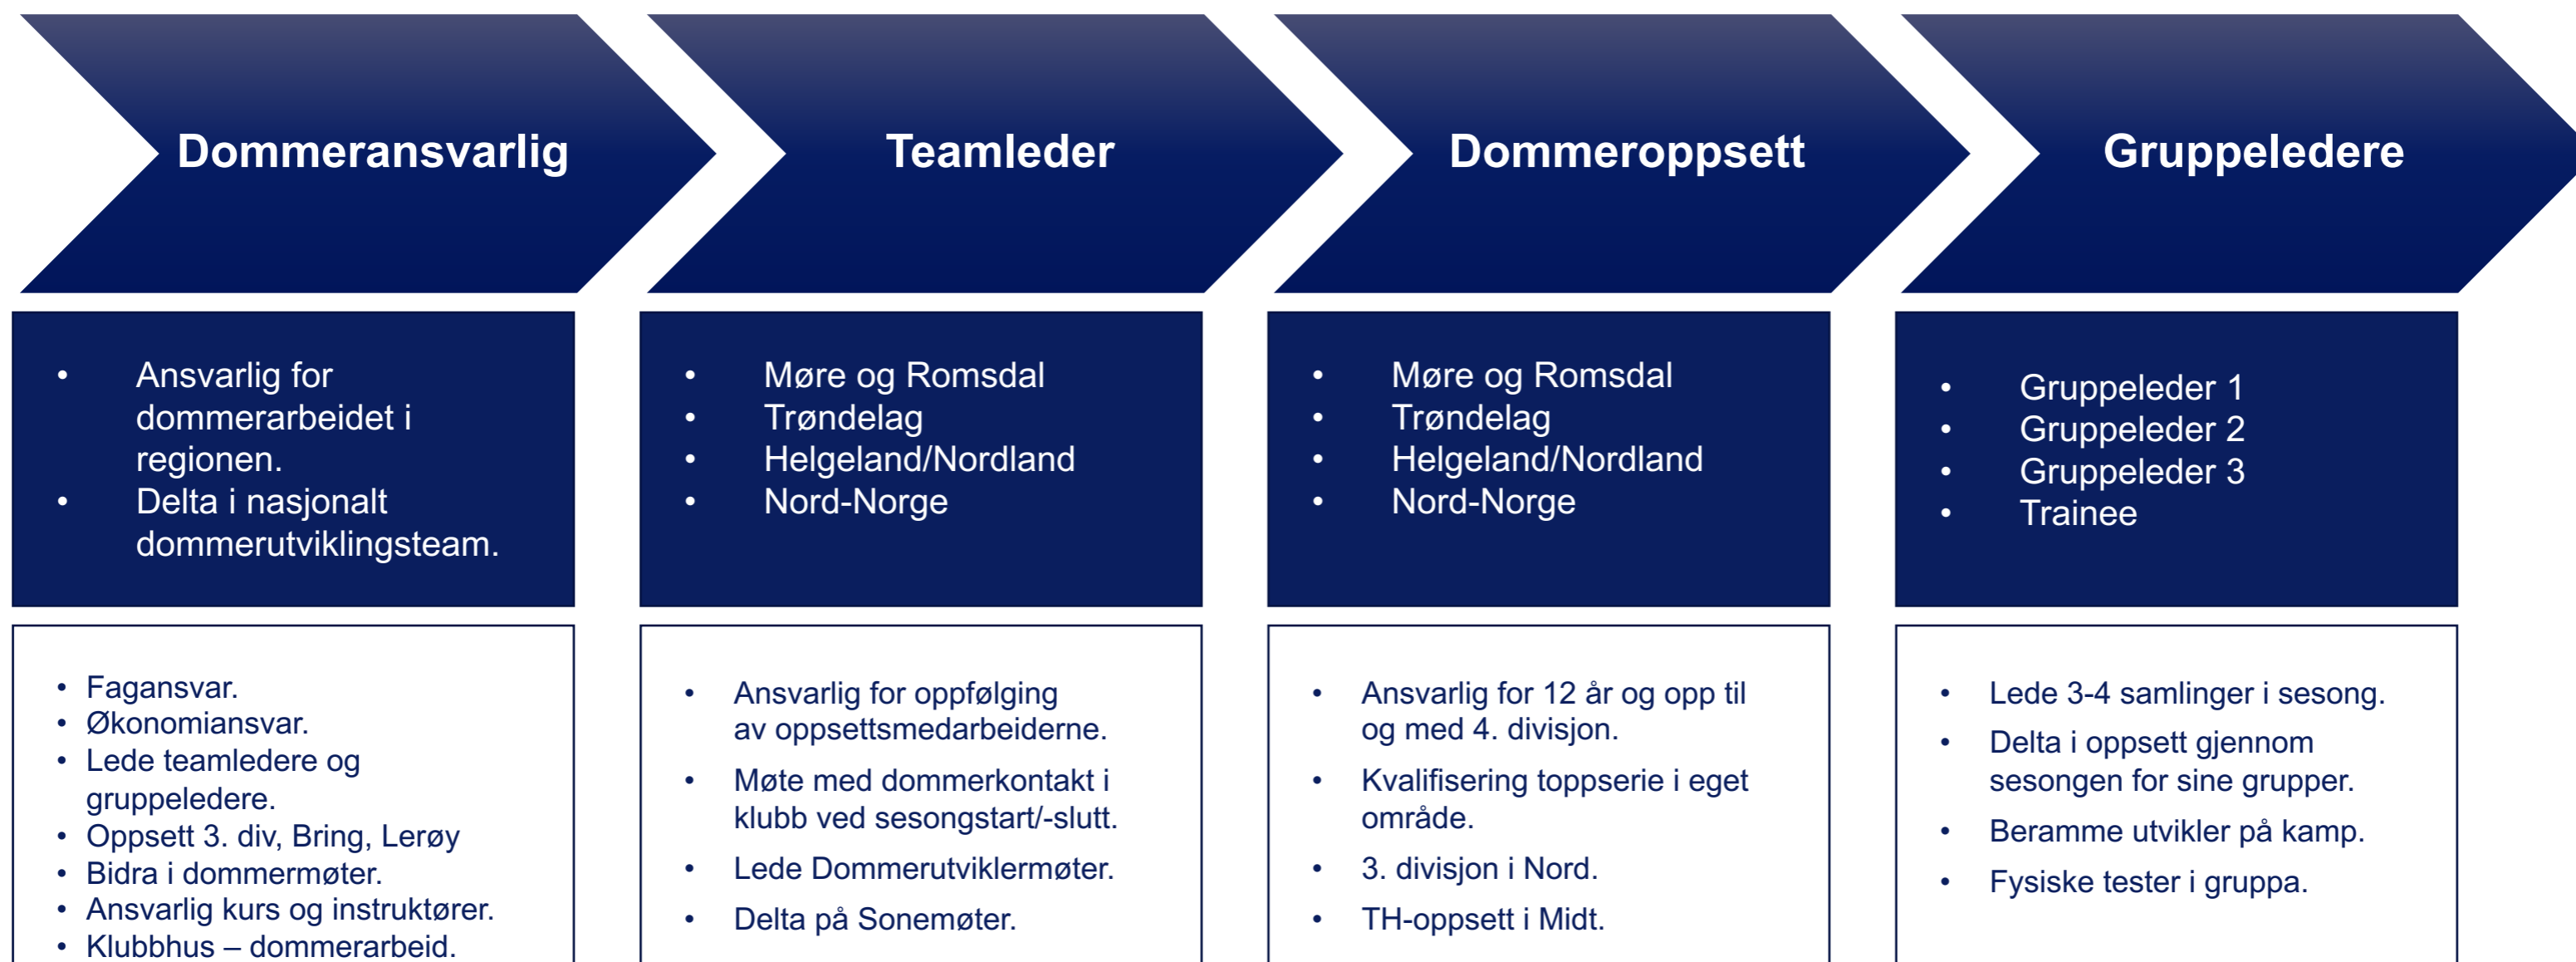 Dommeransvarlig
Teamleder
Dommeroppsett
Gruppeledere
• Ansvarlig for
dommerarbeidet i
regionen.
• Delta i nasjonalt
dommerutviklingsteam.
• Møre og Romsdal
• Trøndelag
• Helgeland/Nordland
• Nord-Norge
• Møre og Romsdal
• Trøndelag
• Helgeland/Nordland
• Nord-Norge
• Gruppeleder 1
• Gruppeleder 2
• Gruppeleder 3
• Trainee
• Fagansvar.
• Økonomiansvar.
• Lede teamledere og
gruppeledere.
• Oppsett 3. div, Bring, Lerøy
• Bidra i dommermøter.
• Ansvarlig kurs og instruktører.
• Klubbhus – dommerarbeid.
• Ansvarlig for oppfølging
av oppsettsmedarbeiderne.
• Møte med dommerkontakt i
klubb ved sesongstart/-slutt.
• Lede Dommerutviklermøter.
• Delta på Sonemøter.
• Ansvarlig for 12 år og opp til
og med 4. divisjon.
• Kvalifisering toppserie i eget
område.
• 3. divisjon i Nord.
• TH-oppsett i Midt.
• Lede 3-4 samlinger i sesong.
• Delta i oppsett gjennom
sesongen for sine grupper.
• Beramme utvikler på kamp.
• Fysiske tester i gruppa.